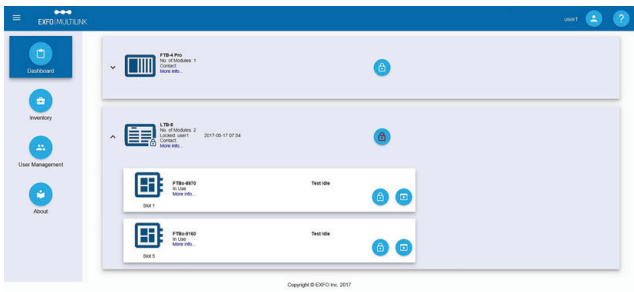 EXFO|MULTILINK
user1
?
Dashboard
Inventory
User Management
About
FTB-4 Pro
No. of Modules: 1
Contact:
More info...
LTB-8
No. of Modules: 2
Locked: user1 2017-05-17 07:54
Contact:
More info...
FTBx-8870
In Use
More info...
Test Idle
Slot 1
FTBx-9160
In Use
More info...
Test Idle
Slot 5
Copyright © EXFO Inc. 2017